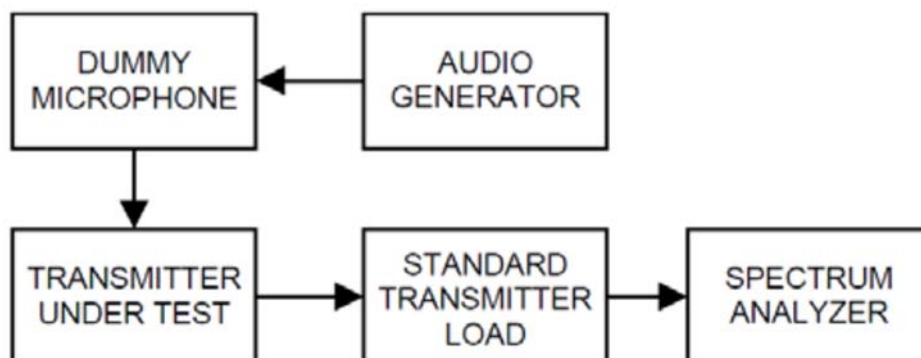 DUMMY
MICROPHONE
AUDIO
GENERATOR
TRANSMITTER
UNDER TEST
STANDARD
TRANSMITTER
LOAD
SPECTRUM
ANALYZER